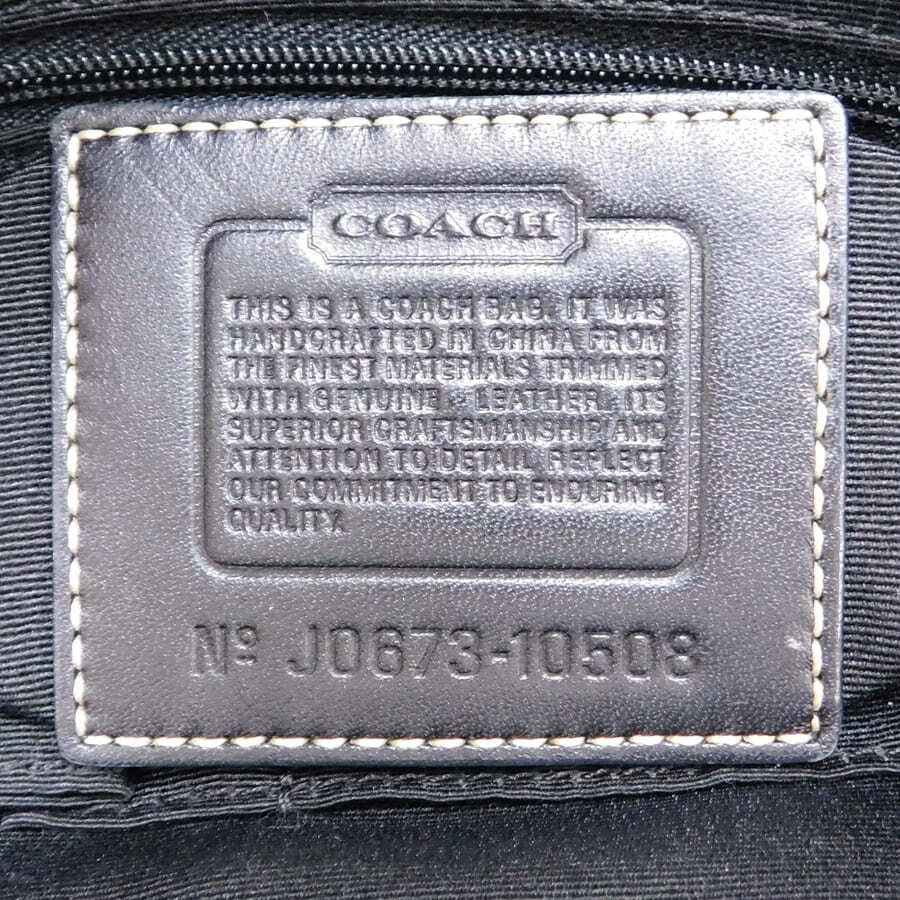 COACH
THIS IS A COACH BAG. IT WAS
HANDCRAFTED IN CHINA FROM
THE FINEST MATERIALS TRIMMED
WITH GENUINE LEATHER. ITS
SUPERIOR CRAFTSMANSHIP AND
ATTENTION TO DETAIL REFLECT
OUR COMMITMENT TO ENDURING
QUALITY.
Nº J0673-10508